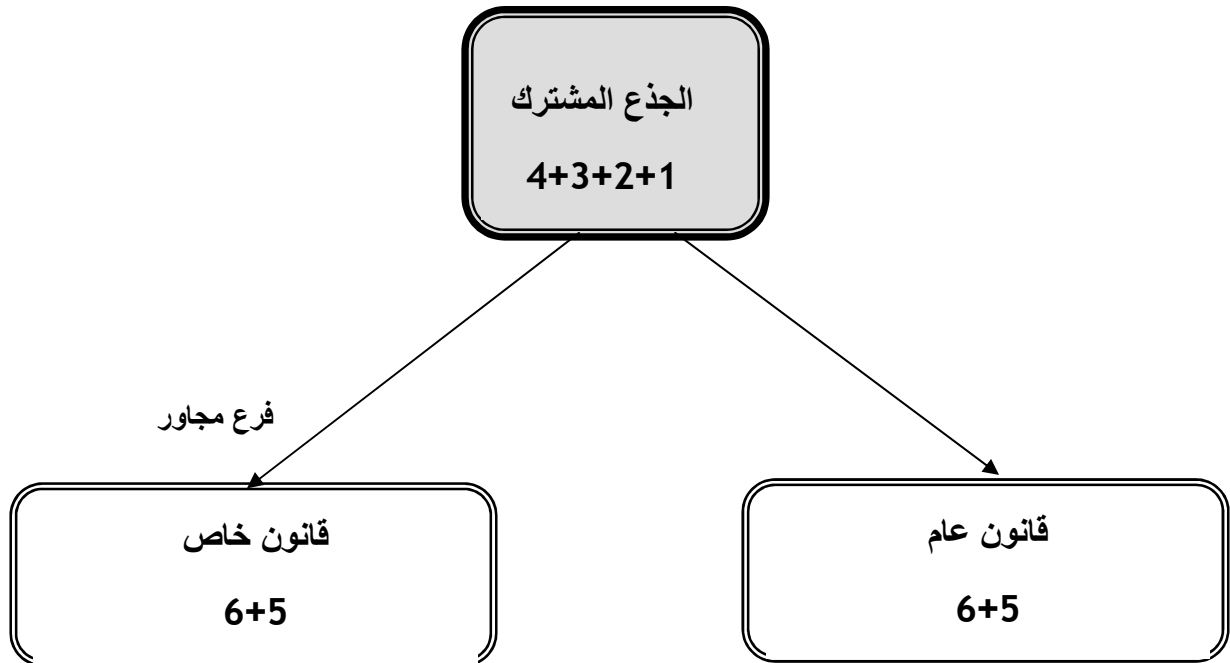 الجذع المشترك
4+3+2+1
فرع مجاور
قانون عام
6+5
قانون خاص
6+5